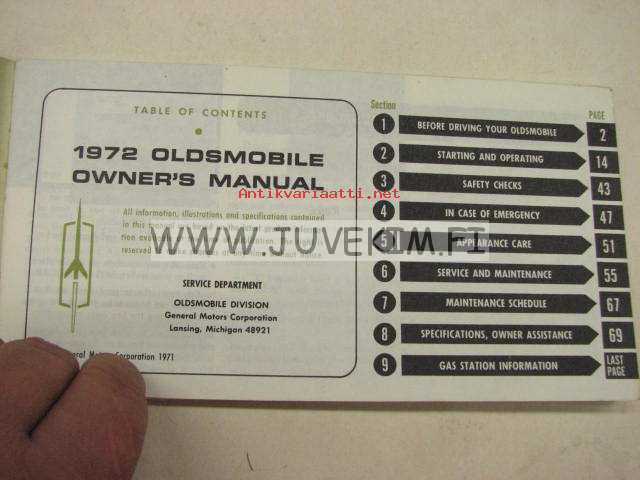 TABLE OF CONTENTS
1972 OLDSMOBILE
OWNER'S MANUAL
All information, illustrations and specifications contained
in this
SERVICE DEPARTMENT
OLDSMOBILE DIVISION
General Motors Corporation
Lansing, Michigan 48921
Corporation 1971
Section PAGE
1 BEFORE DRIVING YOUR OLDSMOBILE 2
2 STARTING AND OPERATING 14
3 SAFETY CHECKS 43
4 IN CASE OF EMERGENCY 47
5 APPEARANCE CARE 51
6 SERVICE AND MAINTENANCE 55
7 MAINTENANCE SCHEDULE 67
8 SPECIFICATIONS, OWNER ASSISTANCE 69
9 GAS STATION INFORMATION LAST PAGE
Antikvariaatti.net
WWW.JUVEKIM.FI